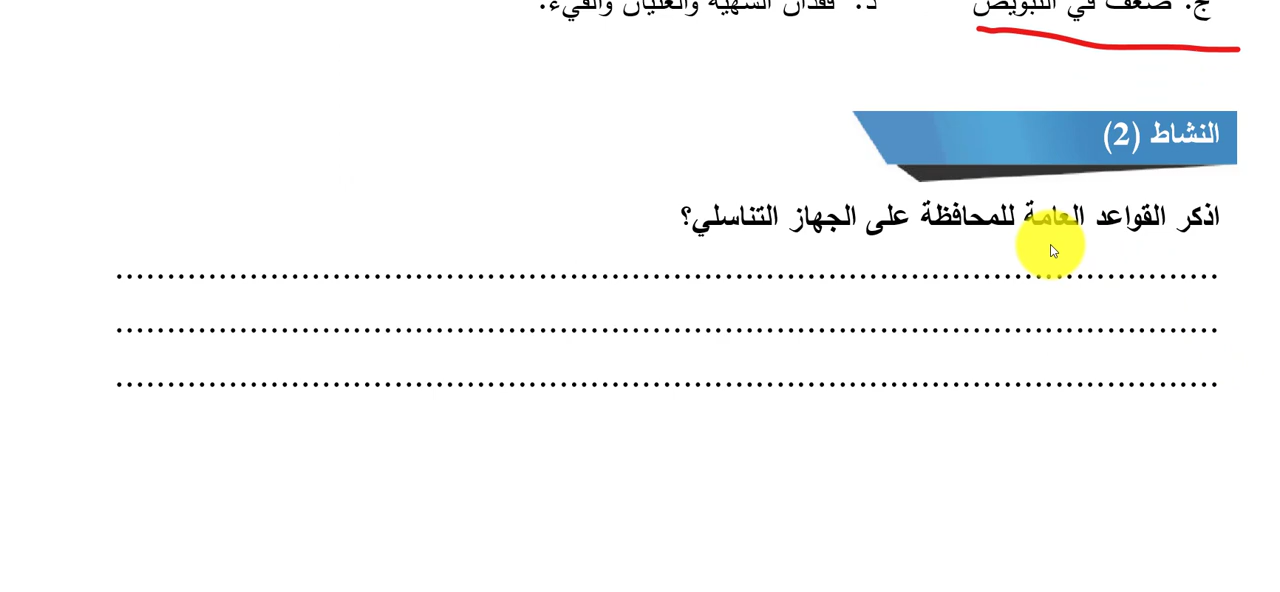 ج. ضعف في التبويض د. فقدان الشهية والغثيان والقيء.
النشاط (2)
اذكر القواعد العامة للمحافظة على الجهاز التناسلي؟